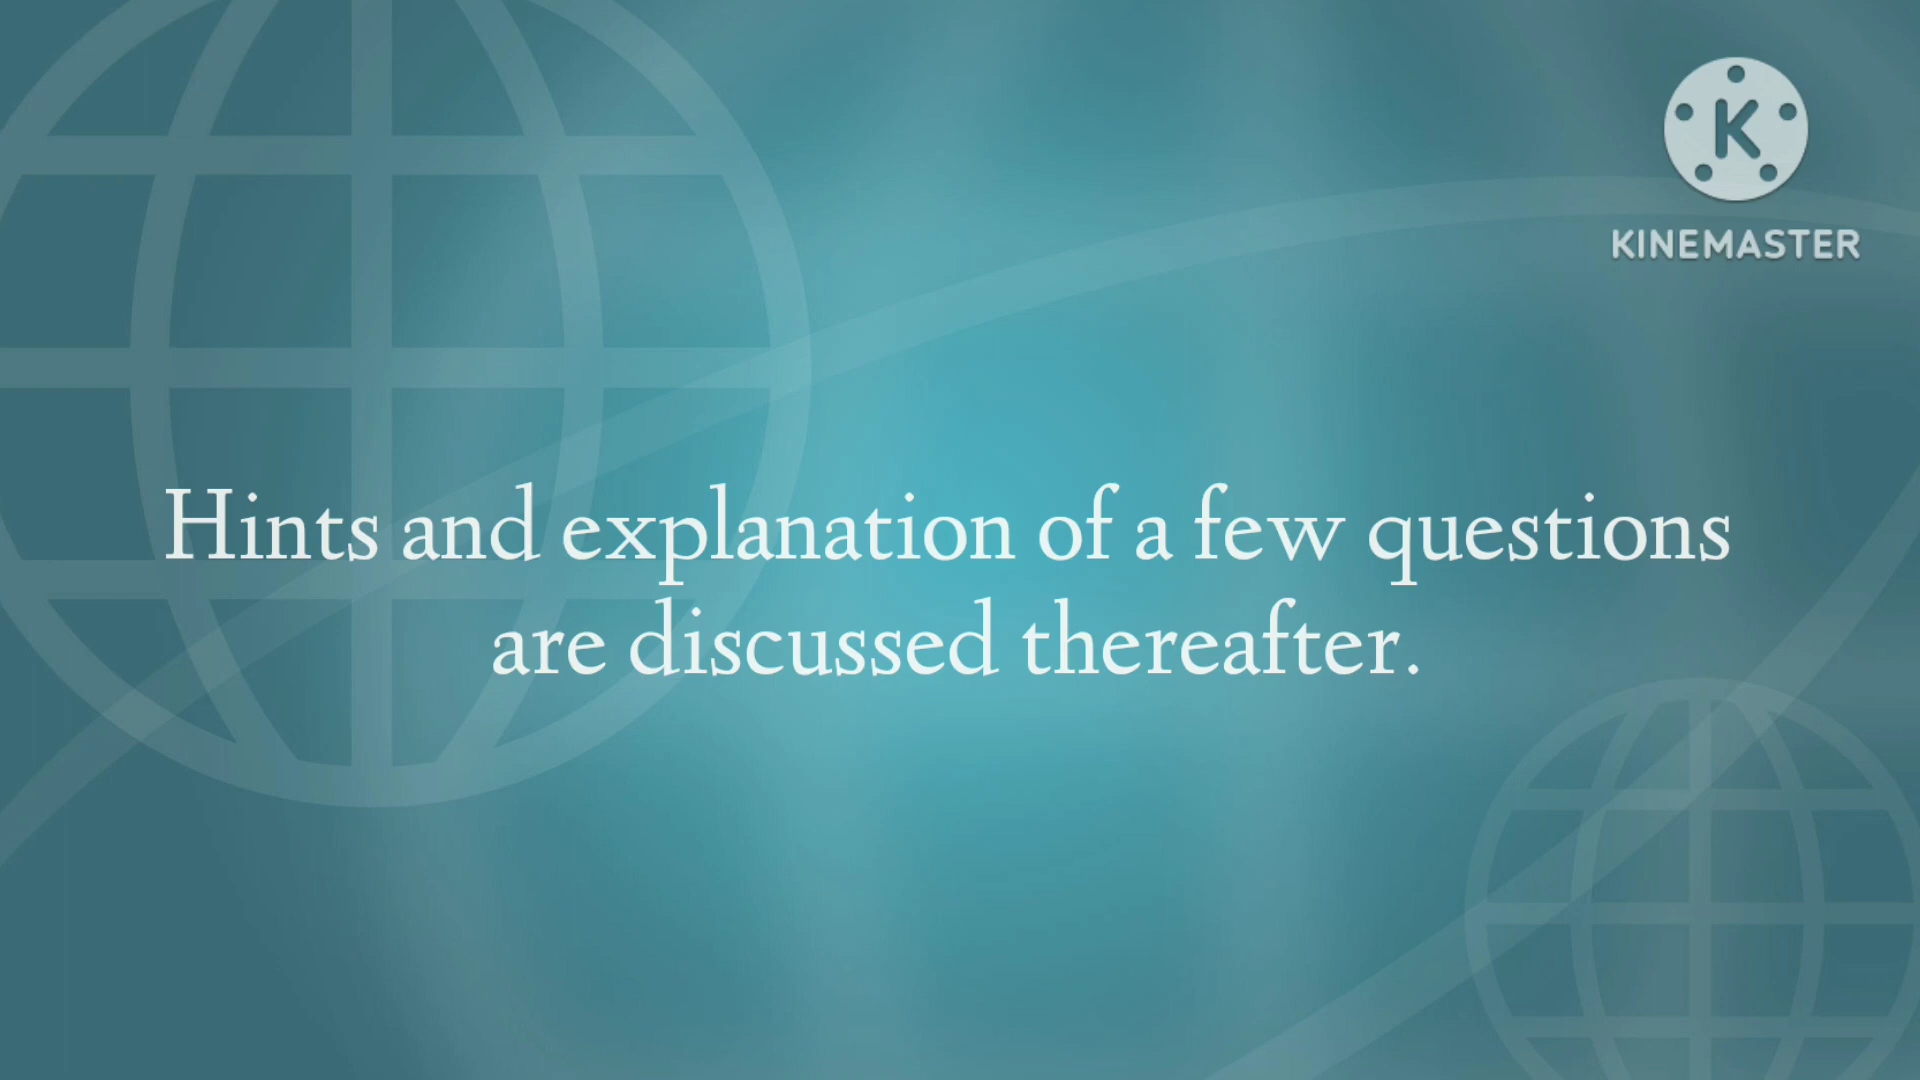 K
KINEMASTER
Hints and explanation of a few questions
are discussed thereafter.